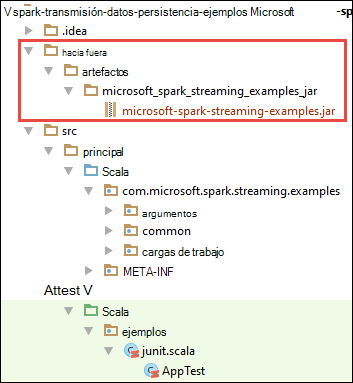 V spark-transmisión-datos-persistencia-ejemplos Microsoft -sp
.idea
hacia fuera
artefactos
microsoft_spark_streaming_examples_jar
microsoft-spark-streaming-examples.jar
src
principal
Scala
com.microsoft.spark.streaming.examples
argumentos
common
cargas de trabajo
META-INF
Attest V
Scala
ejemplos
junit.scala
AppTest